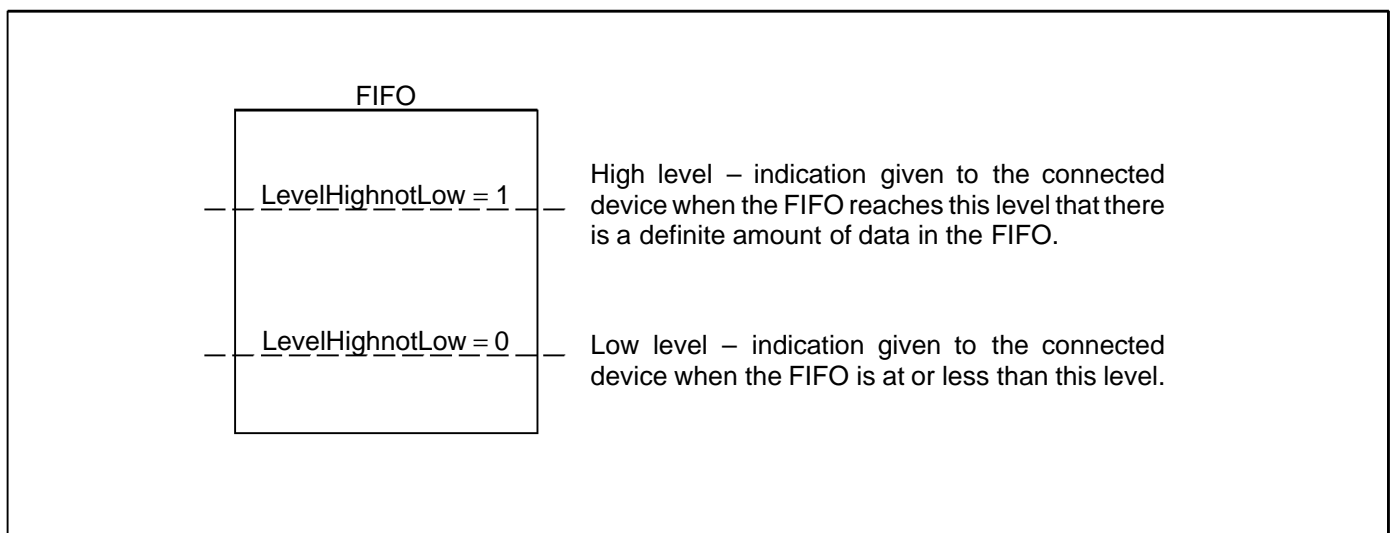 FIFO
LevelHighnotLow = 1
High level – indication given to the connected
device when the FIFO reaches this level that there
is a definite amount of data in the FIFO.
LevelHighnotLow = 0
Low level – indication given to the connected
device when the FIFO is at or less than this level.